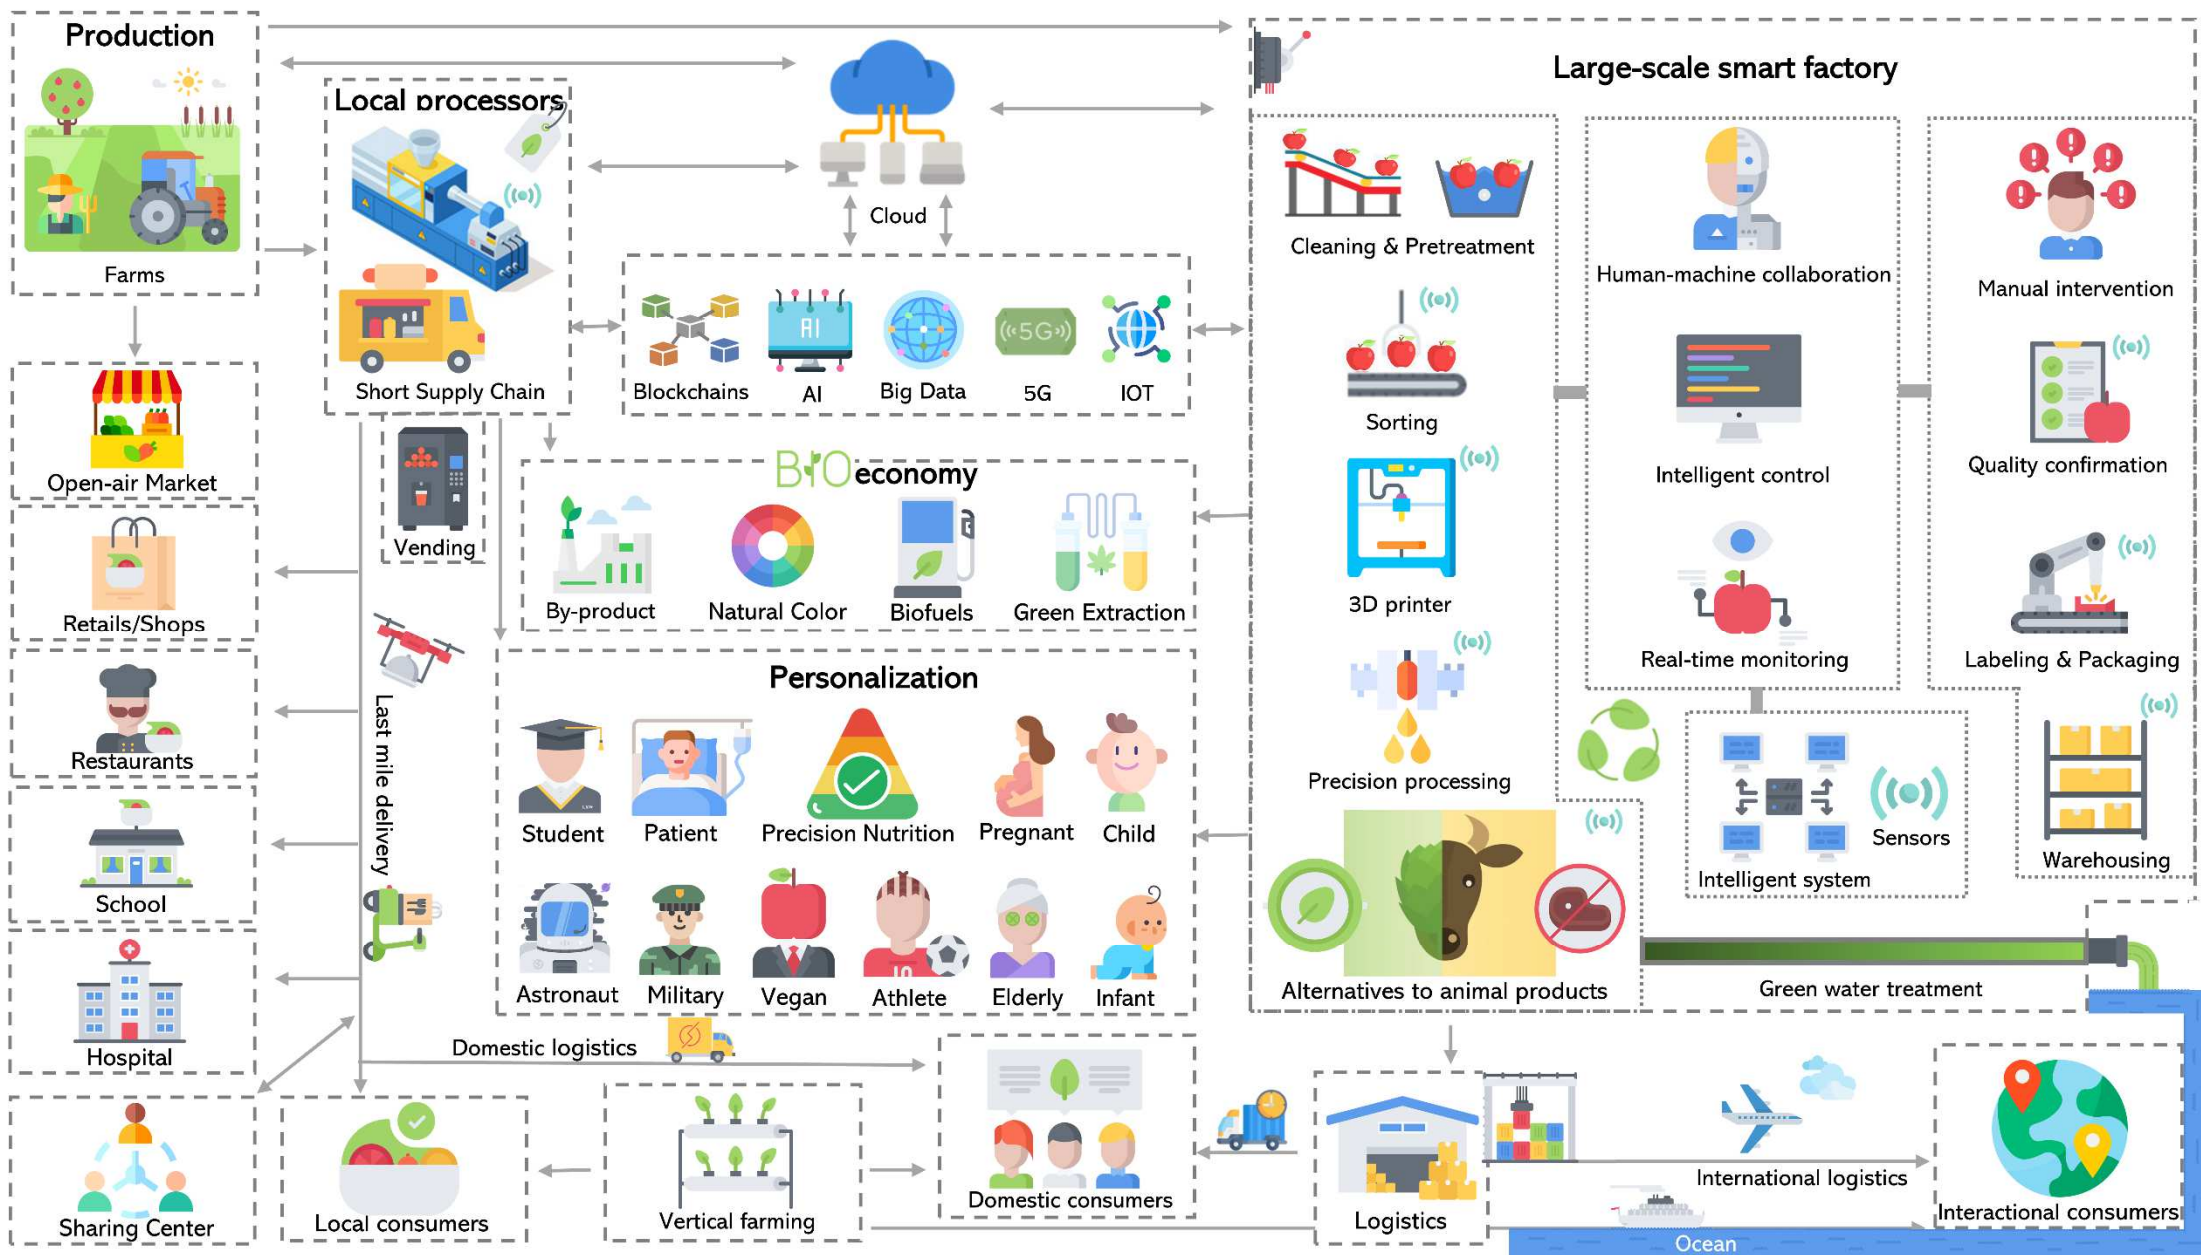 Production
Farms
Local processors
Short Supply Chain
Cloud
Blockchains
AI
AI
Big Data
5G
5G
IOT
Large-scale smart factory
Cleaning & Pretreatment
Sorting
3D printer
Precision processing
Alternatives to animal products
Human-machine collaboration
Intelligent control
Real-time monitoring
Intelligent system
Sensors
Manual intervention
Quality confirmation
Labeling & Packaging
Warehousing
Green water treatment
Open-air Market
Retails/Shops
Restaurants
School
Hospital
Sharing Center
Vending
Last mile delivery
BIOeconomy
By-product
Natural Color
Biofuels
Green Extraction
Personalization
Student
Patient
Precision Nutrition
Pregnant
Child
Astronaut
Military
Vegan
10
Athlete
Elderly
Infant
Domestic logistics
Local consumers
Vertical farming
Domestic consumers
Logistics
International logistics
Interactional consumers
Ocean